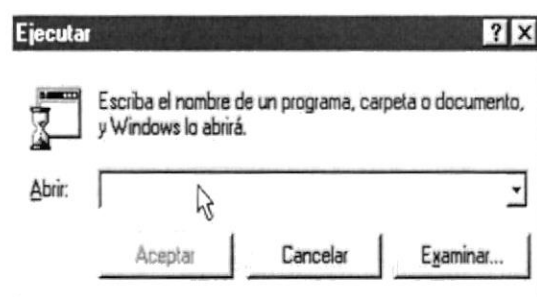 Ejecutar
Escriba el nombre de un programa, carpeta o documento,
y Windows lo abrirá.
Abrir:
Aceptar
Cancelar
Examinar...